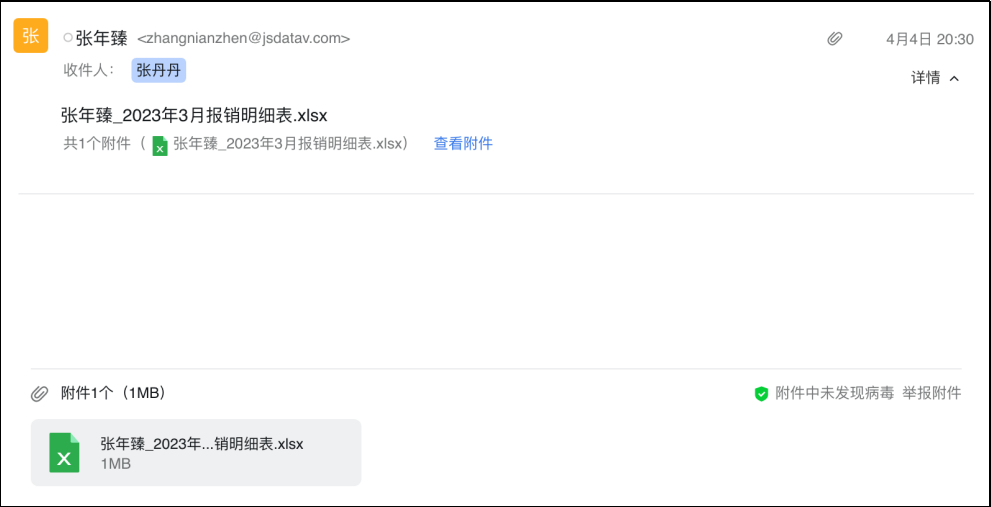 张
张年臻 <zhangnianzhen@jsdatav.com>
4月4日 20:30
收件人： 张丹丹
详情
张年臻_2023年3月报销明细表.xlsx
共1个附件（ 张年臻_2023年3月报销明细表.xlsx） 查看附件
附件1个（1MB）
附件中未发现病毒 举报附件
张年臻_2023年...销明细表.xlsx
1MB